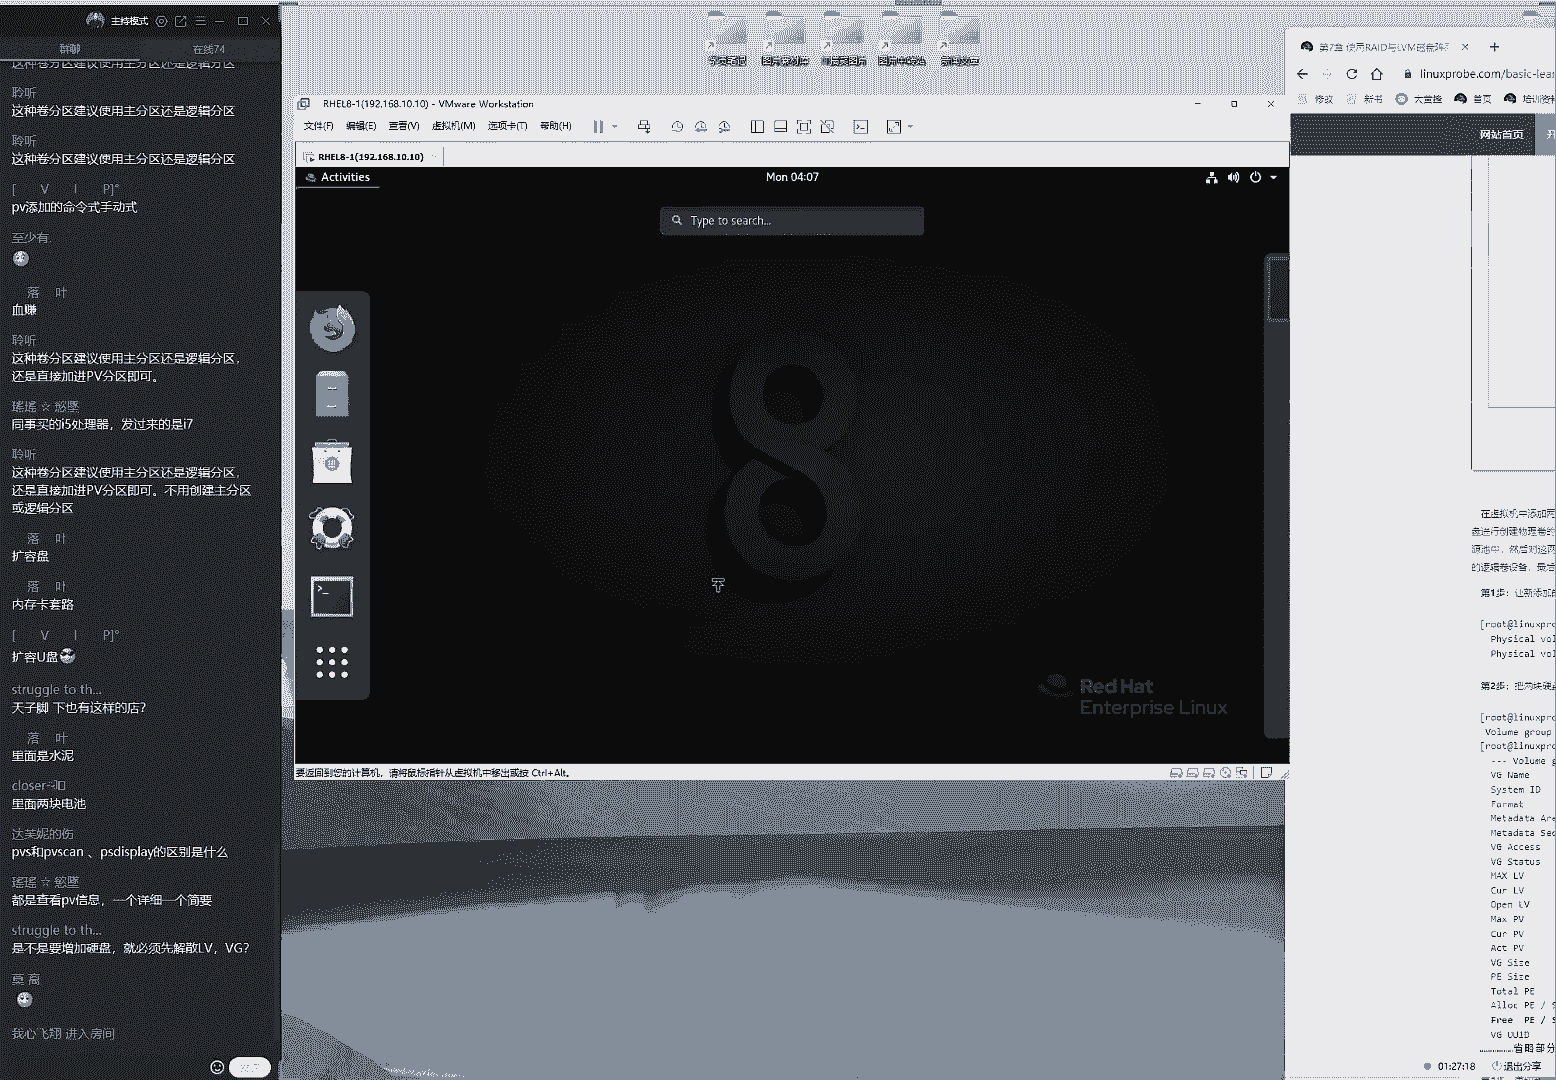 主持模式
群聊
在线74
这种卷分区建议使用主分区还是逻辑分区
聆听
这种卷分区建议使用主分区还是逻辑分区
聆听
这种卷分区建议使用主分区还是逻辑分区
[ V I P]°
pv添加的命令式手动式
至少有.
落 叶
血赚
聆听
这种卷分区建议使用主分区还是逻辑分区，
还是直接加进PV分区即可。
瑤瑤 ☆
同事买的i5处理器，发过来的是i7
聆听
这种卷分区建议使用主分区还是逻辑分区，
还是直接加进PV分区即可。不用创建主分区
或逻辑分区
落 叶
扩容盘
落 叶
内存卡套路
[ V I P]°
扩容U盘
struggle to th...
天子脚 下也有这样的店?
落 叶
里面是水泥
closer
里面两块电池
达芙妮的伤
pvs和pvscan 、psdisplay的区别是什么
瑤瑤 ☆
都是查看pv信息，一个详细一个简要
struggle to th...
是不是要增加硬盘，就必须先解散LV，VG?
莫 离
我心飞翔 进入房间
RHEL8-1(192.168.10.10) - VMware Workstation
文件(F) 编辑(E) 查看(V) 虚拟机(M) 选项卡(T) 帮助(H)
RHEL8-1(192.168.10.10)
Activities
Mon 04:07
Type to search...
Red Hat
Enterprise Linux
要返回到您的计算机，请将鼠标指针从虚拟机中移出或按 Ctrl+Alt。
第7章 使用RAID与LVM磁盘阵
linuxprobe.com/basic-lea
修改 新书 首页 培训资
网站首页 开
在虚拟机中添加两
盘进行创建物理卷的
源池中，然后对这两
的逻辑卷设备，最后
第1步：让新添加的
[root@linuxpro
Physical vol
Physical vol
第2步：把两块硬盘
[root@linuxpro
Volume group
[root@linuxpro
--- Volume g
VG Name
System ID
Format
Metadata Are
Metadata Seq
VG Access
VG Status
MAX LV
Cur LV
Open LV
Max PV
Cur PV
Act PV
VG Size
PE Size
Total PE
Alloc PE / S
Free PE / S
VG UUID
省略部分
01:27:18
退出分享